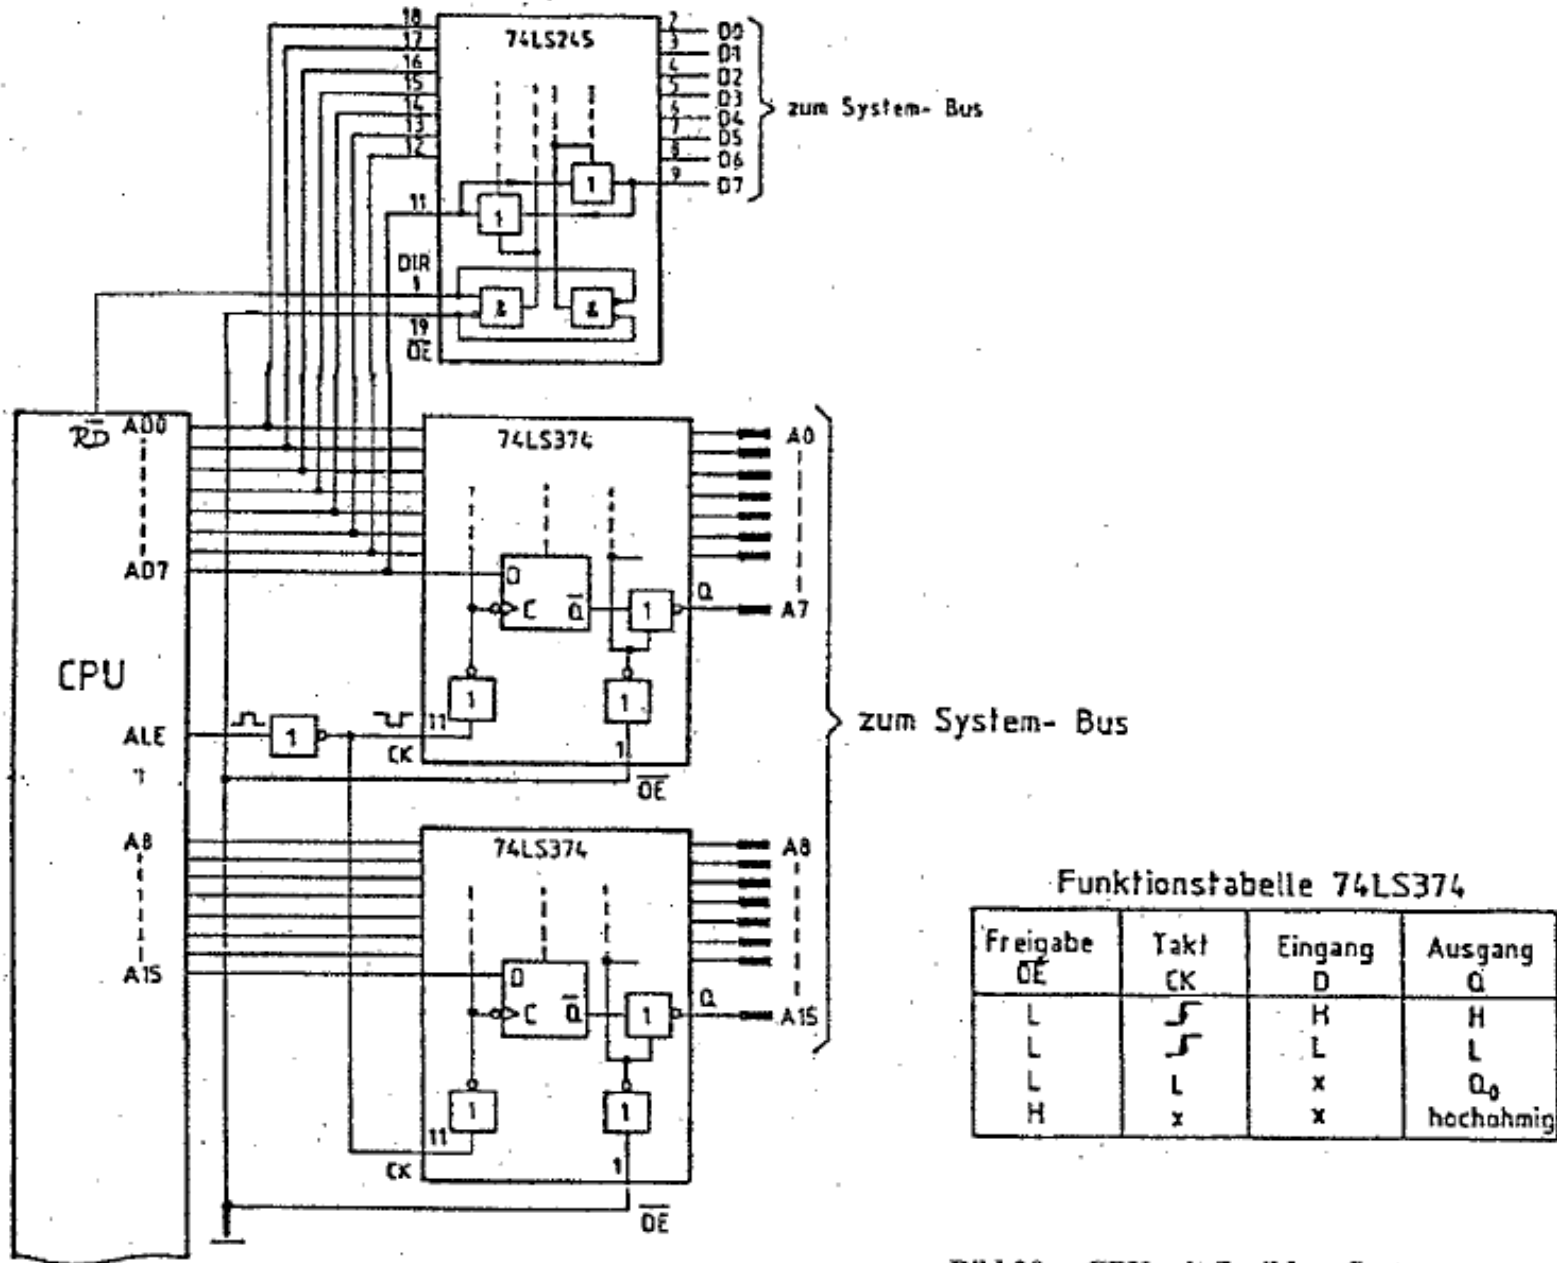 18
17
16
15
14
13
12
11
DIR
1
19
OE
74LS245
1
1
&
&
2
3
4
5
6
7
8
9
D0
D1
D2
D3
D4
D5
D6
D7
zum System- Bus
CPU
RD
AD0
AD7
ALE
A8
A15
1
11
CK
74LS374
D
C
Q
1
1
1
1
OE
Q
A0
A7
zum System- Bus
74LS374
D
C
Q
1
1
1
11
CK
1
OE
Q
A8
A15
Funktionstabelle 74LS374
Freigabe OE Takt CK Eingang D Ausgang Q
L H H
L L L
L L x Q0
H x x hochohmig